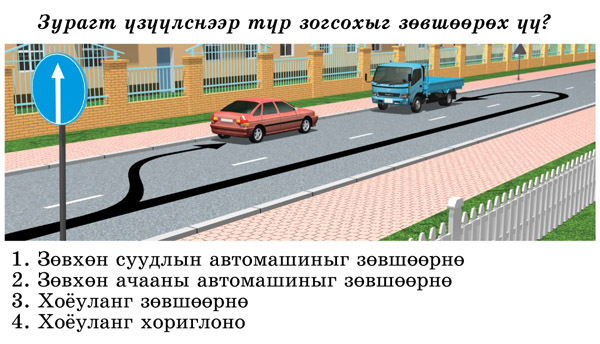 Зурагт үзүүлснээр түр зогсохыг зөвшөөрөх үү?
1. Зөвхөн суудлын автомашиныг зөвшөөрнө
2. Зөвхөн ачааны автомашиныг зөвшөөрнө
3. Хоёуланг зөвшөөрнө
4. Хоёуланг хориглоно